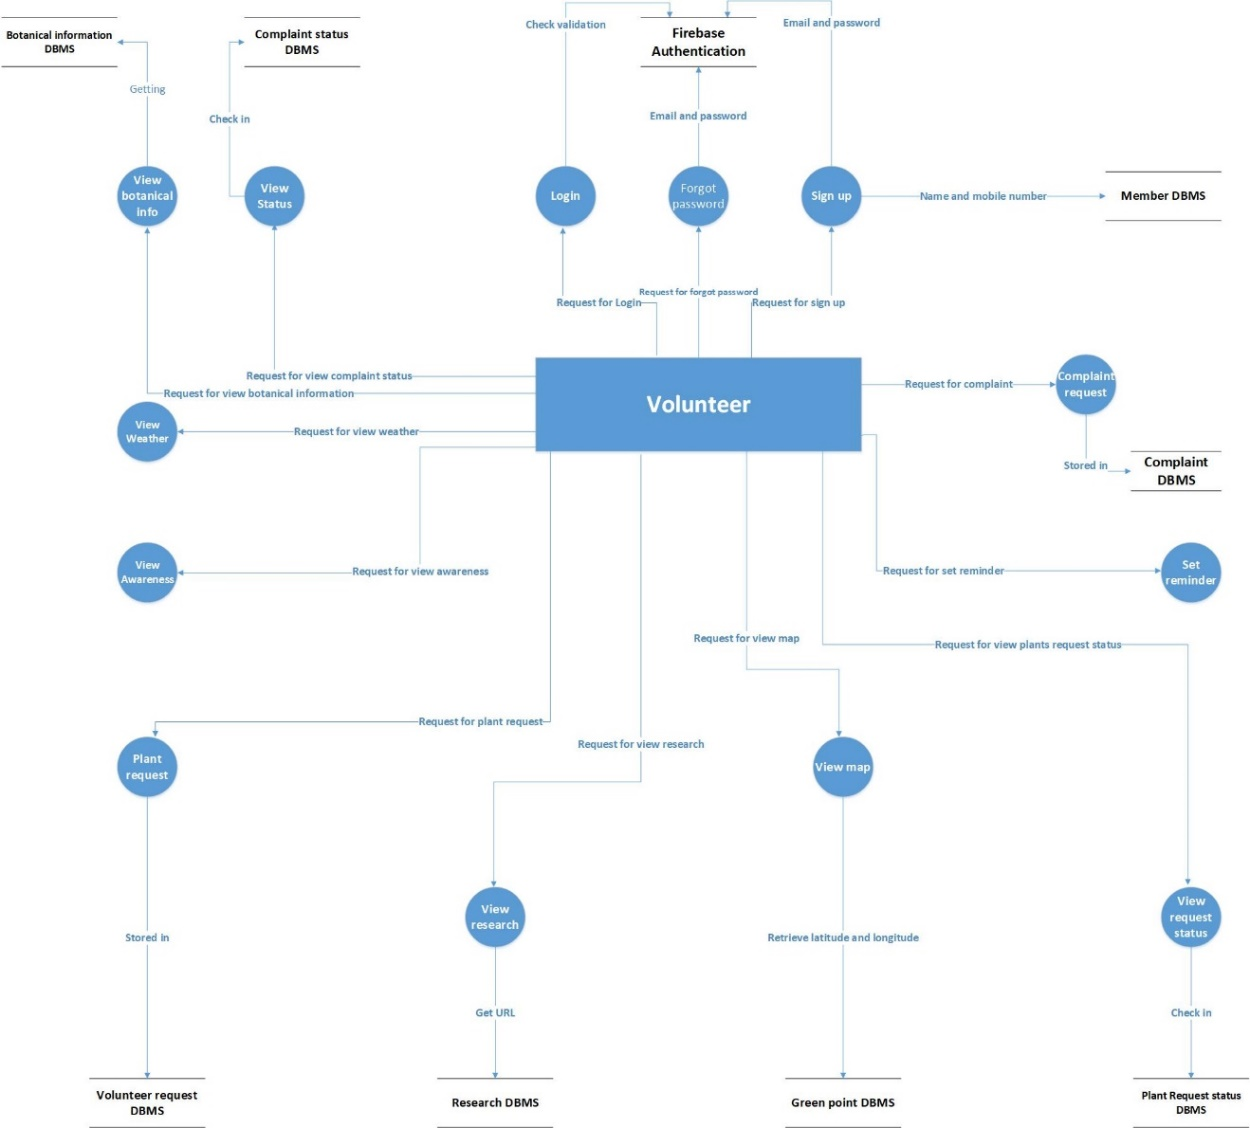 Check validation
Email and password
Botanical information
DBMS
Complaint status
DBMS
Firebase
Authentication
Getting
Check in
Email and password
View
botanical
info
View
Status
Login
Forgot
password
Sign up
Name and mobile number
Member DBMS
Request for Login
Request for forgot password
Request for sign up
Request for view complaint status
Request for view botanical information
Volunteer
Request for complaint
Complaint
request
View
Weather
Request for view weather
Stored in
Complaint
DBMS
View
Awareness
Request for view awareness
Request for set reminder
Set
reminder
Request for view map
Request for view plants request status
Request for plant request
Request for view research
Plant
request
View map
View
research
View
request
status
Stored in
Retrieve latitude and longitude
Get URL
Check in
Volunteer request
DBMS
Research DBMS
Green point DBMS
Plant Request status
DBMS